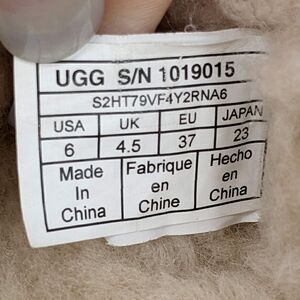 UGG S/N 1019015
S2HT79VF4Y2RNA6
USA UK EU JAPAN
6 4.5 37 23
Made Fabrique Hecho
In en en
China Chine China